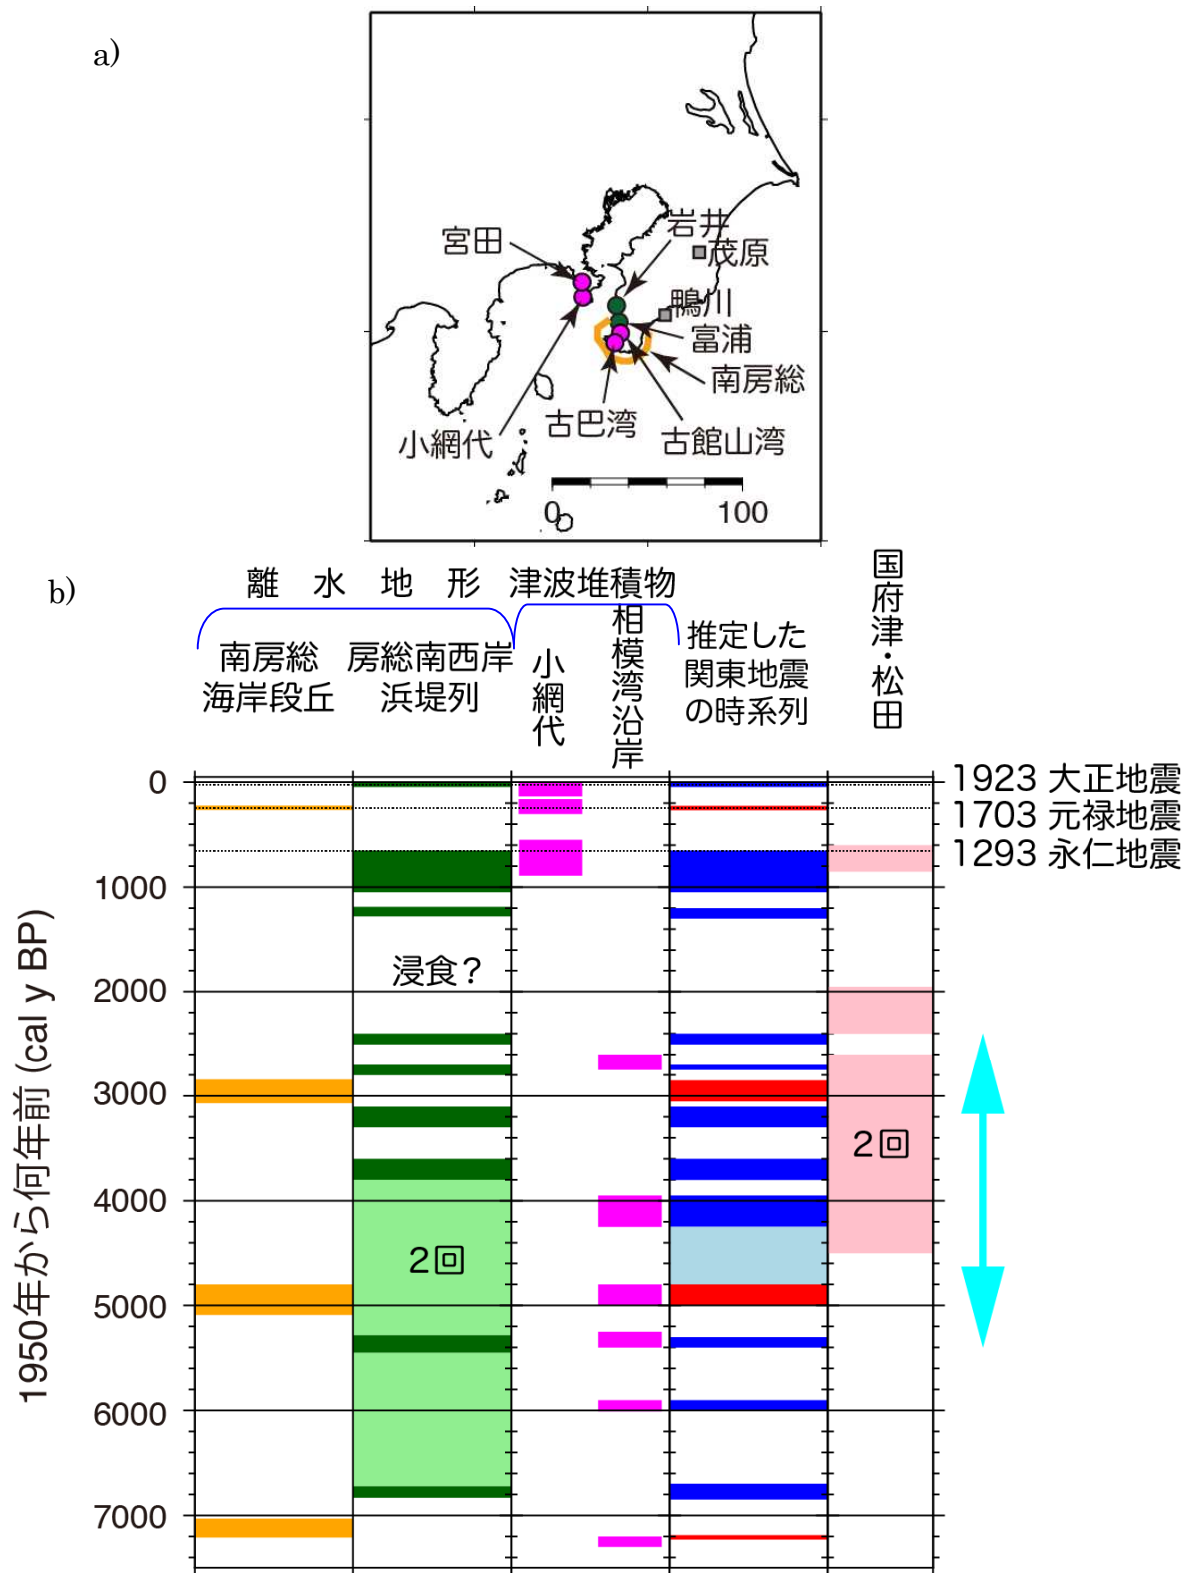 a)
岩井
宮田
茂原
鴨川
富浦
南房総
古巴湾
小網代
古館山湾
0
100
b)
離水地形
津波堆積物
国府津・松田
南房総
海岸段丘
房総南西岸
浜堤列
小網代
相模湾沿岸
推定した
関東地震
の時系列
1950年から何年前 (cal y BP)
0
1000
2000
3000
4000
5000
6000
7000
浸食？
2回
2回
1923 大正地震
1703 元禄地震
1293 永仁地震